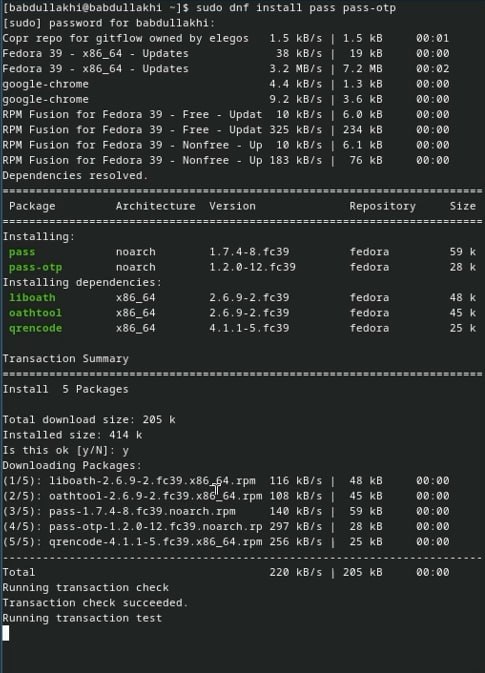 [babdullakhi@babdullakhi ~]$ sudo dnf install pass pass-otp
[sudo] password for babdullakhi:
Copr repo for gitflow owned by elegos   1.5 kB/s | 1.5 kB     00:01
Fedora 39 - x86_64 - Updates             38 kB/s |  19 kB     00:00
Fedora 39 - x86_64 - Updates            3.2 MB/s | 7.2 MB     00:02
google-chrome                           4.4 kB/s | 1.3 kB     00:00
google-chrome                           9.2 kB/s | 3.6 kB     00:00
RPM Fusion for Fedora 39 - Free - Updat  10 kB/s | 6.0 kB     00:00
RPM Fusion for Fedora 39 - Free - Updat 325 kB/s | 234 kB     00:00
RPM Fusion for Fedora 39 - Nonfree - Up  10 kB/s | 6.1 kB     00:00
RPM Fusion for Fedora 39 - Nonfree - Up 183 kB/s |  76 kB     00:00
Dependencies resolved.
================================================================
Package        Architecture  Version              Repository     Size
================================================================
Installing:
pass           noarch        1.7.4-8.fc39         fedora         59 k
pass-otp       noarch        1.2.0-12.fc39        fedora         28 k
Installing dependencies:
liboath        x86_64        2.6.9-2.fc39         fedora         48 k
oathtool       x86_64        2.6.9-2.fc39         fedora         45 k
qrencode       x86_64        4.1.1-5.fc39         fedora         25 k
Transaction Summary
================================================================
Install  5 Packages
Total download size: 205 k
Installed size: 414 k
Is this ok [y/N]: y
Downloading Packages:
(1/5): liboath-2.6.9-2.fc39.x86_64.rpm  116 kB/s |  48 kB     00:00
(2/5): oathtool-2.6.9-2.fc39.x86_64.rpm 108 kB/s |  45 kB     00:00
(3/5): pass-1.7.4-8.fc39.noarch.rpm     140 kB/s |  59 kB     00:00
(4/5): pass-otp-1.2.0-12.fc39.noarch.rp 297 kB/s |  28 kB     00:00
(5/5): qrencode-4.1.1-5.fc39.x86_64.rpm 256 kB/s |  25 kB     00:00
----------------------------------------------------------------
Total                                   220 kB/s | 205 kB     00:00
Running transaction check
Transaction check succeeded.
Running transaction test